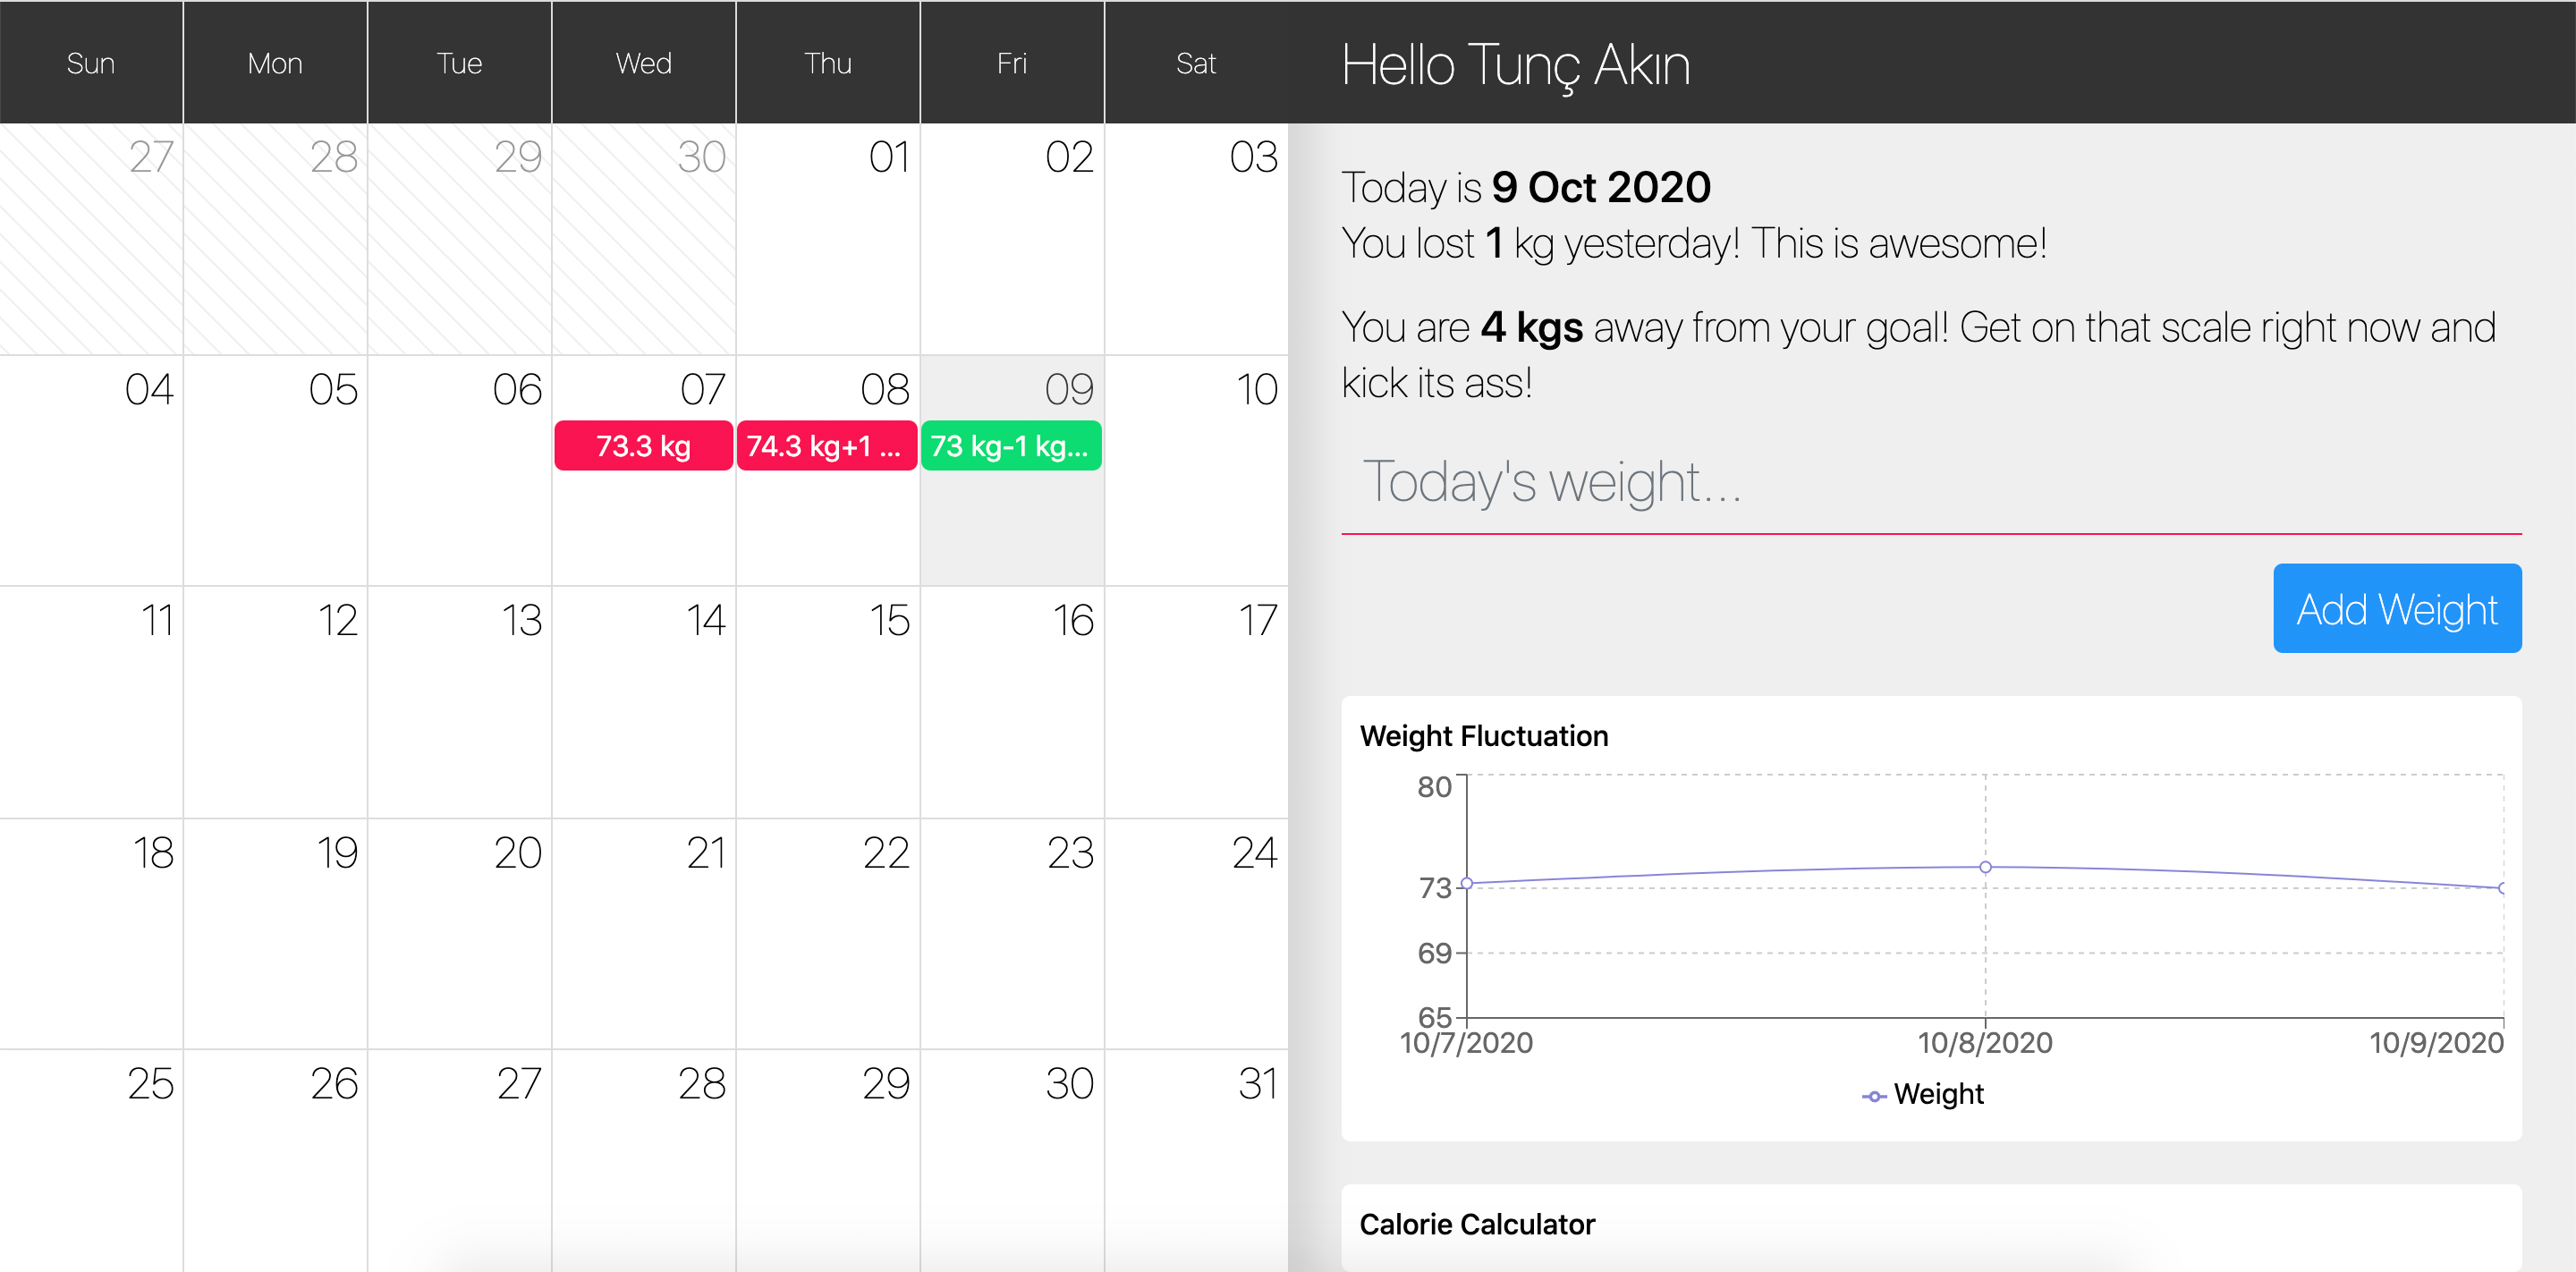 Sun Mon Tue Wed Thu Fri Sat
27 28 29 30 01 02 03
04 05 06 07 08 09 10
73.3 kg 74.3 kg+1 ... 73 kg-1 kg...
11 12 13 14 15 16 17
18 19 20 21 22 23 24
25 26 27 28 29 30 31
Hello Tunç Akın
Today is 9 Oct 2020
You lost 1 kg yesterday! This is awesome!
You are 4 kgs away from your goal! Get on that scale right now and
kick its ass!
Today's weight...
Add Weight
Weight Fluctuation
80
73
69
65
10/7/2020 10/8/2020 10/9/2020
Weight
Calorie Calculator